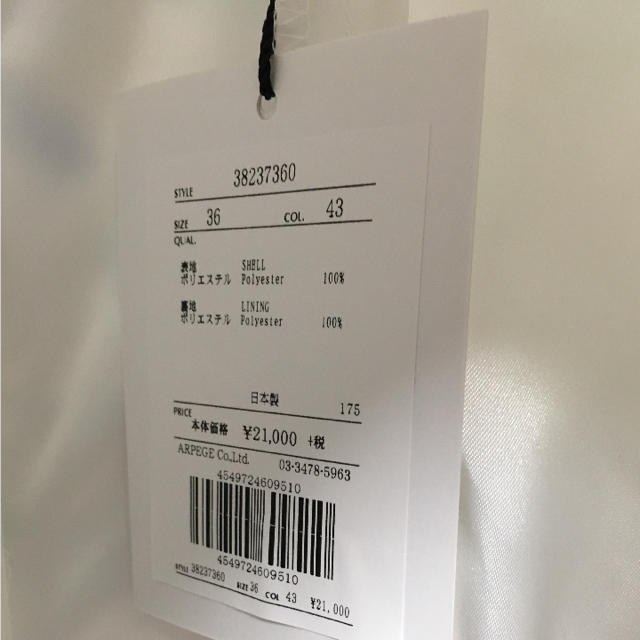 STYLE 38237360
SIZE 36 COL. 43
QUAL.
表地 SHELL
ポリエステル Polyester 100%
裏地 LINING
ポリエステル Polyester 100%
日本製 175
PRICE
本体価格 ¥21,000 +税
ARPEGE Co.,Ltd. 03-3478-5963
4549724609510
4549724609510
STYLE 38237360 SIZE 36 COL 43 ¥21,000